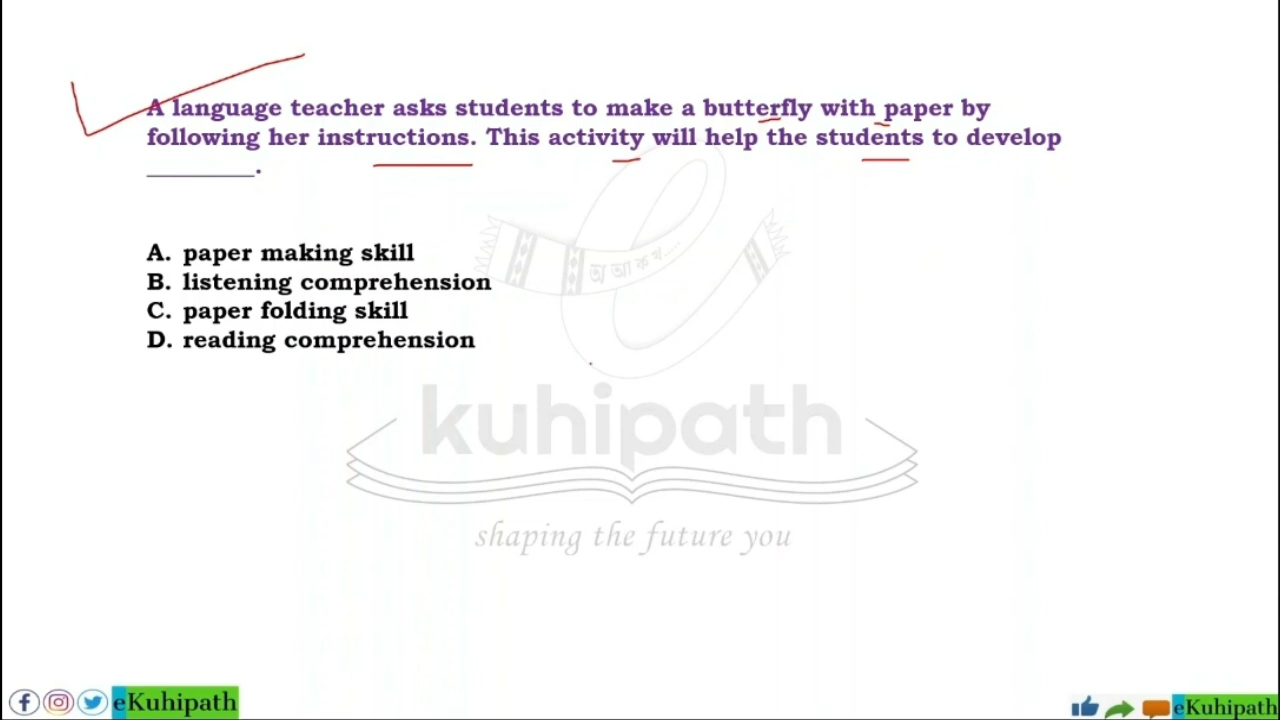 A language teacher asks students to make a butterfly with paper by
following her instructions. This activity will help the students to develop
________.
A. paper making skill
B. listening comprehension
C. paper folding skill
D. reading comprehension
অ আ ক খ....
kuhipath
shaping the future you
eKuhipath
eKuhipath